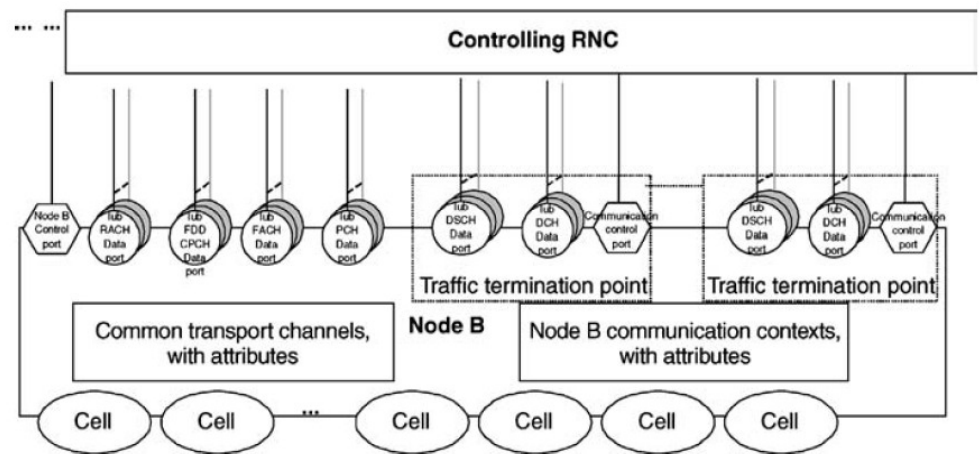 ... ...
Controlling RNC
Node B
Control
port
Iub
RACH
Data
port
Iub
FDD
CPCH
Data
port
Iub
FACH
Data
port
Iub
PCH
Data
port
Iub
DSCH
Data
port
Iub
DCH
Data
port
Communication
control
port
Iub
DSCH
Data
port
Iub
DCH
Data
port
Communication
control
port
Traffic termination point
Traffic termination point
Node B
Common transport channels,
with attributes
Node B communication contexts,
with attributes
Cell
Cell
...
Cell
Cell
Cell
Cell